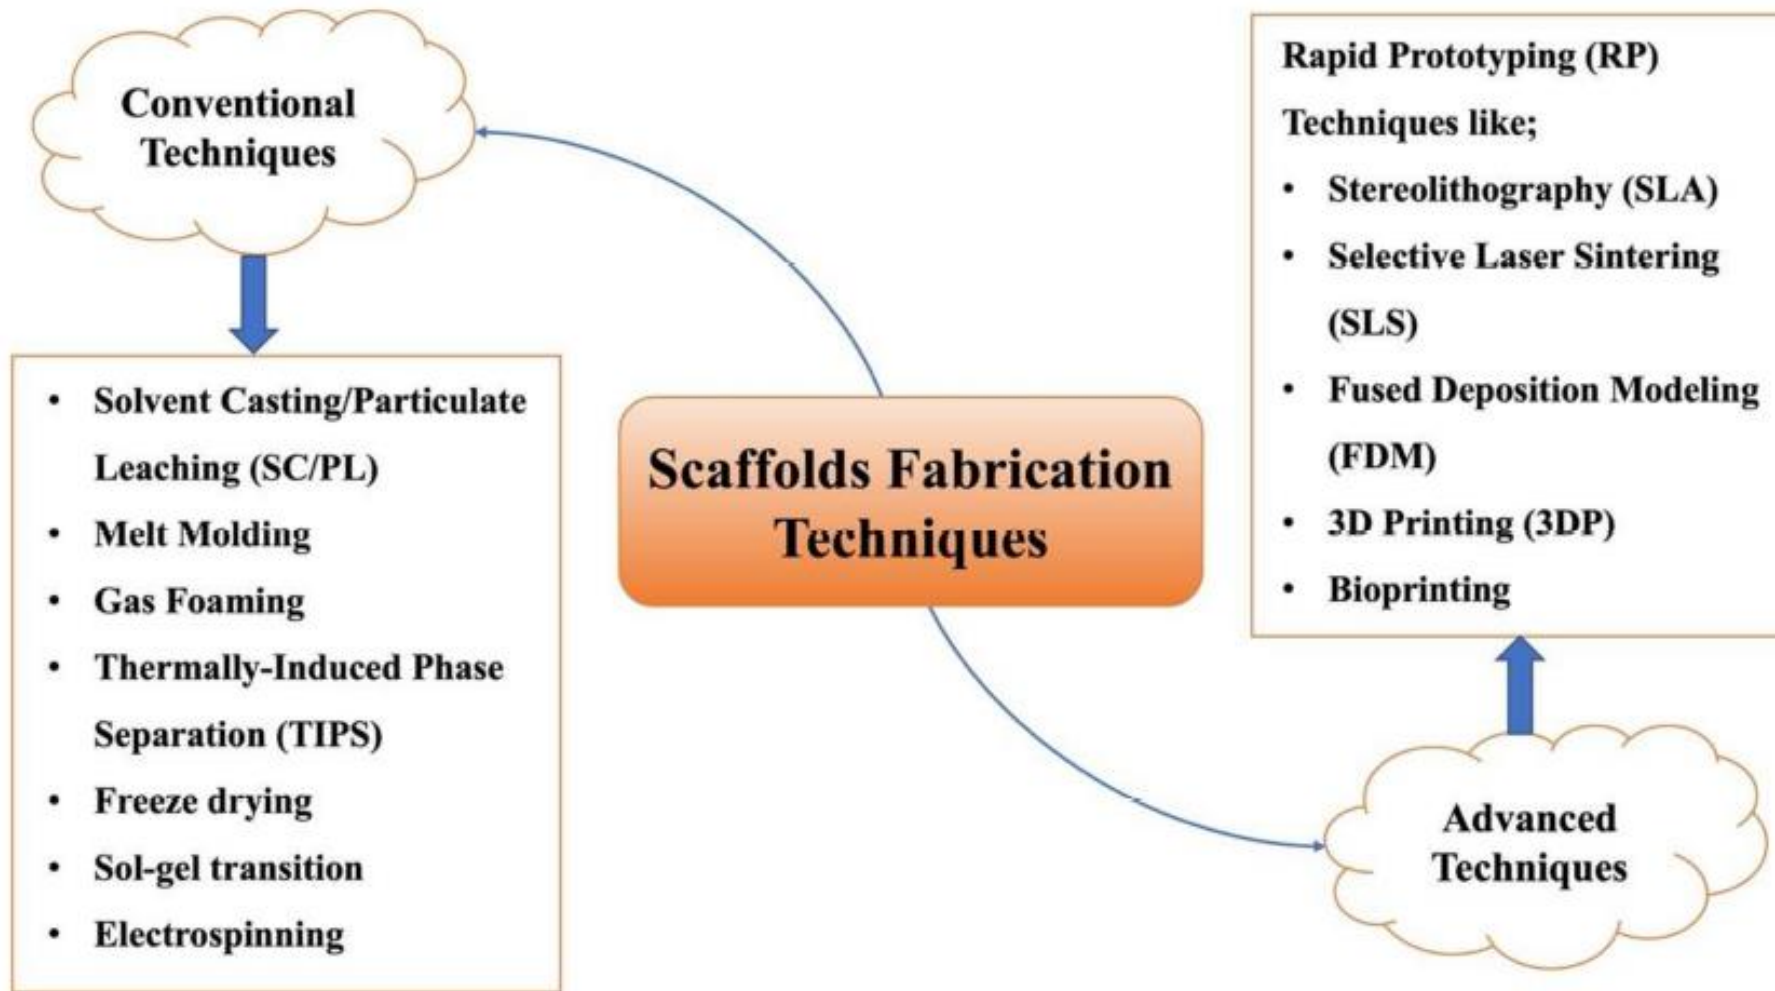 Conventional
Techniques
• Solvent Casting/Particulate
Leaching (SC/PL)
• Melt Molding
• Gas Foaming
• Thermally-Induced Phase
Separation (TIPS)
• Freeze drying
• Sol-gel transition
• Electrospinning
Scaffolds Fabrication
Techniques
Rapid Prototyping (RP)
Techniques like;
• Stereolithography (SLA)
• Selective Laser Sintering
(SLS)
• Fused Deposition Modeling
(FDM)
• 3D Printing (3DP)
• Bioprinting
Advanced
Techniques